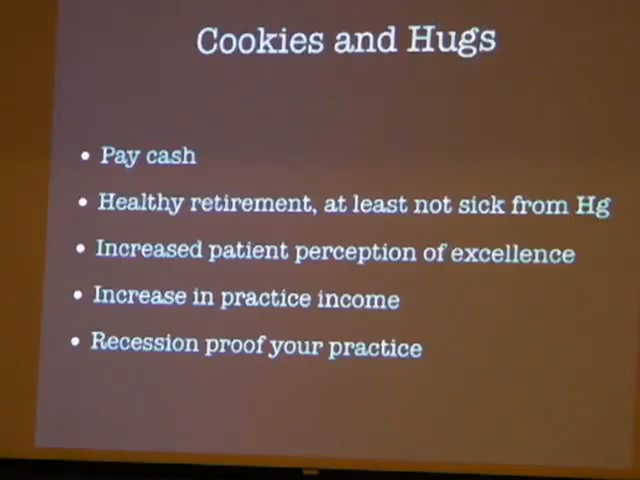 Cookies and Hugs
• Pay cash
• Healthy retirement, at least not sick from Hg
• Increased patient perception of excellence
• Increase in practice income
• Recession proof your practice